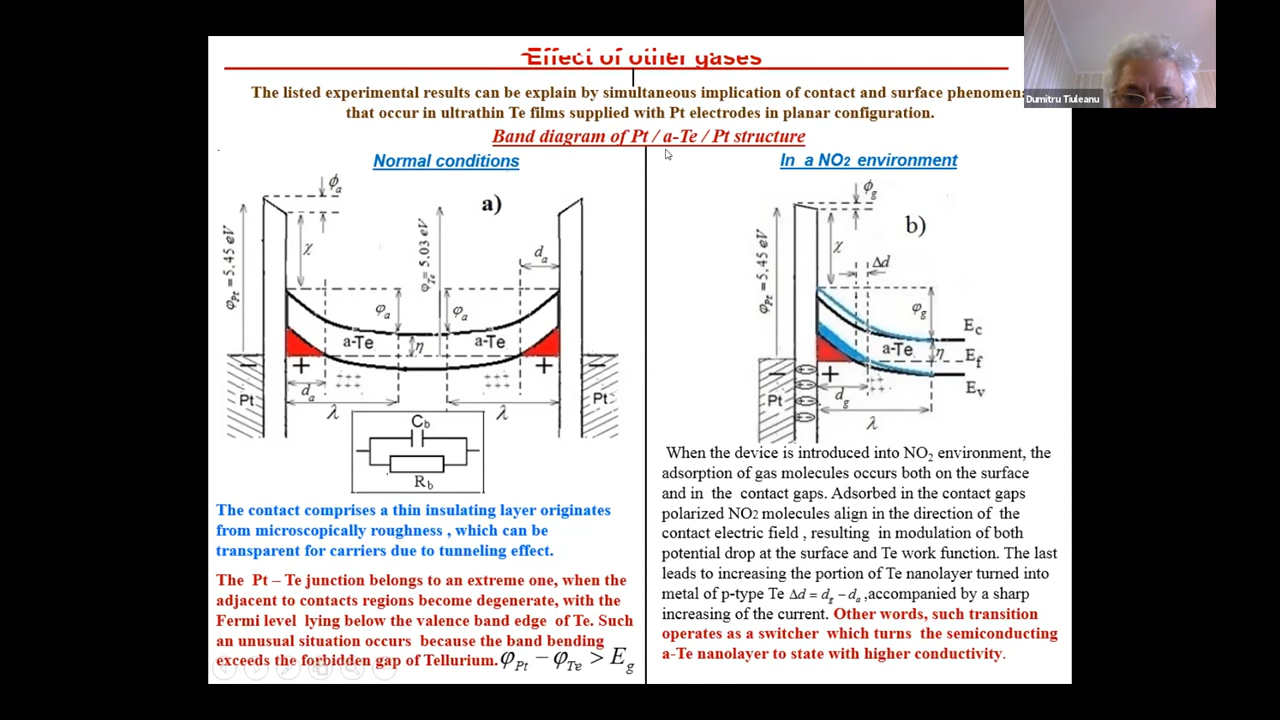 Effect of other gases
The listed experimental results can be explain by simultaneous implication of contact and surface phenomen
that occur in ultrathin Te films supplied with Pt electrodes in planar configuration.
Dumitru Tiuleanu
Band diagram of Pt / a-Te / Pt structure
Normal conditions
ϕa
a)
φPt = 5.45 eV
χ
φTe = 5.03 eV
da
φa
φa
a-Te
η
a-Te
− + + −
Pt
da
λ
λ
Pt
Cb
Rb
The contact comprises a thin insulating layer originates
from microscopically roughness , which can be
transparent for carriers due to tunneling effect.
The Pt – Te junction belongs to an extreme one, when the
adjacent to contacts regions become degenerate, with the
Fermi level lying below the valence band edge of Te. Such
an unusual situation occurs because the band bending
exceeds the forbidden gap of Tellurium. φPt − φTe > Eg
In a NO2 environment
ϕg
b)
φPt = 5.45 eV
χ
Δd
φg
Ec
a-Te
η
Ef
− +
Ev
Pt
dg
λ
When the device is introduced into NO2 environment, the
adsorption of gas molecules occurs both on the surface
and in the contact gaps. Adsorbed in the contact gaps
polarized NO2 molecules align in the direction of the
contact electric field , resulting in modulation of both
potential drop at the surface and Te work function. The last
leads to increasing the portion of Te nanolayer turned into
metal of p-type Te Δd = dg − da ,accompanied by a sharp
increasing of the current. Other words, such transition
operates as a switcher which turns the semiconducting
a-Te nanolayer to state with higher conductivity.